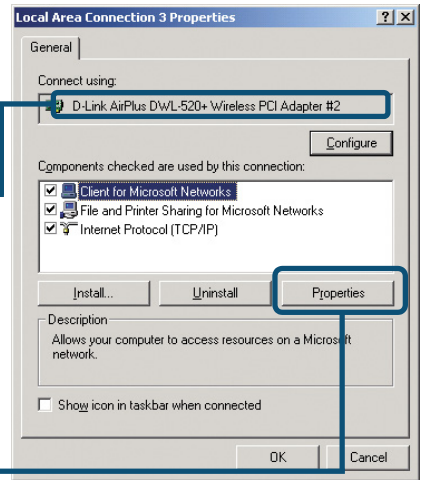 Local Area Connection 3 Properties
General
Connect using:
D-Link AirPlus DWL-520+ Wireless PCI Adapter #2
Configure
Components checked are used by this connection:
Client for Microsoft Networks
File and Printer Sharing for Microsoft Networks
Internet Protocol (TCP/IP)
Install... Uninstall Properties
Description
Allows your computer to access resources on a Microsoft
network.
Show icon in taskbar when connected
OK Cancel